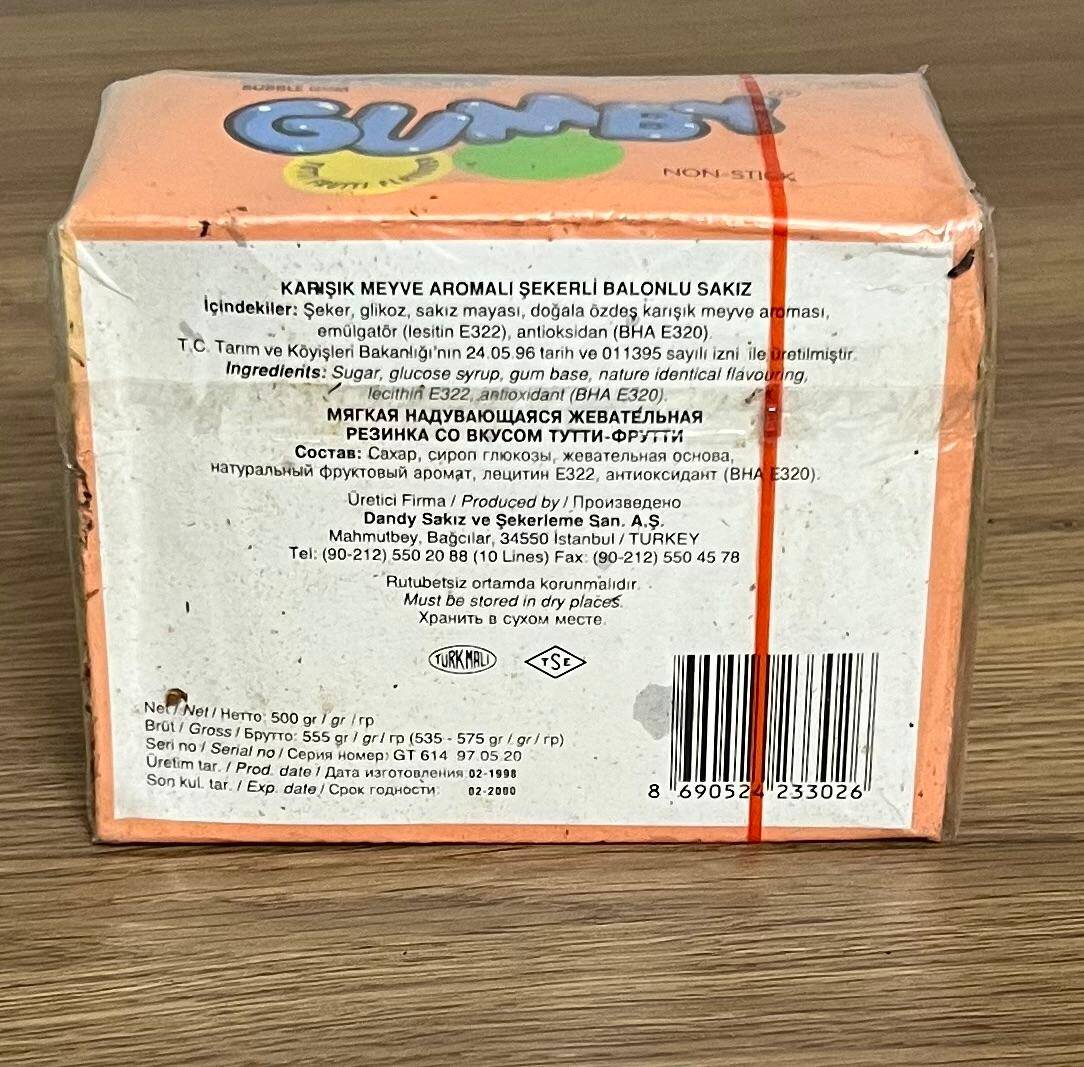 BUBBLE GUM
GUMBY
TUTTI FRUTTI
NON-STICK
KARIŞIK MEYVE AROMALI ŞEKERLİ BALONLU SAKIZ
İçindekiler: Şeker, glikoz, sakız mayası, doğala özdeş karışık meyve aroması,
emülgatör (lesitin E322), antioksidan (BHA E320).
T.C. Tarım ve Köyişleri Bakanlığı'nın 24.05.96 tarih ve 011395 sayılı izni ile üretilmiştir.
Ingredients: Sugar, glucose syrup, gum base, nature identical flavouring,
lecithin E322, antioxidant (BHA E320).
МЯГКАЯ НАДУВАЮЩАЯСЯ ЖЕВАТЕЛЬНАЯ
РЕЗИНКА СО ВКУСОМ ТУТТИ-ФРУТТИ
Состав: Сахар, сироп глюкозы, жевательная основа,
натуральный фруктовый аромат, лецитин E322, антиоксидант (BHA E320).
Üretici Firma / Produced by / Произведено
Dandy Sakız ve Şekerleme San. A.Ş.
Mahmutbey, Bağcılar, 34550 İstanbul / TURKEY
Tel: (90-212) 550 20 88 (10 Lines) Fax: (90-212) 550 45 78
Rutubetsiz ortamda korunmalıdır.
Must be stored in dry places.
Хранить в сухом месте.
TÜRK MALI TSE
Net / Net / Нетто: 500 gr / gr / гр
Brüt / Gross / Брутто: 555 gr / gr / гр (535 - 575 gr / gr / гр)
Seri no / Serial no / Серия номер: GT 614 97.05.20
Üretim tar. / Prod. date / Дата изготовления 02-1998
Son kul. tar. / Exp. date / Срок годности: 02-2000
8 690524 233026